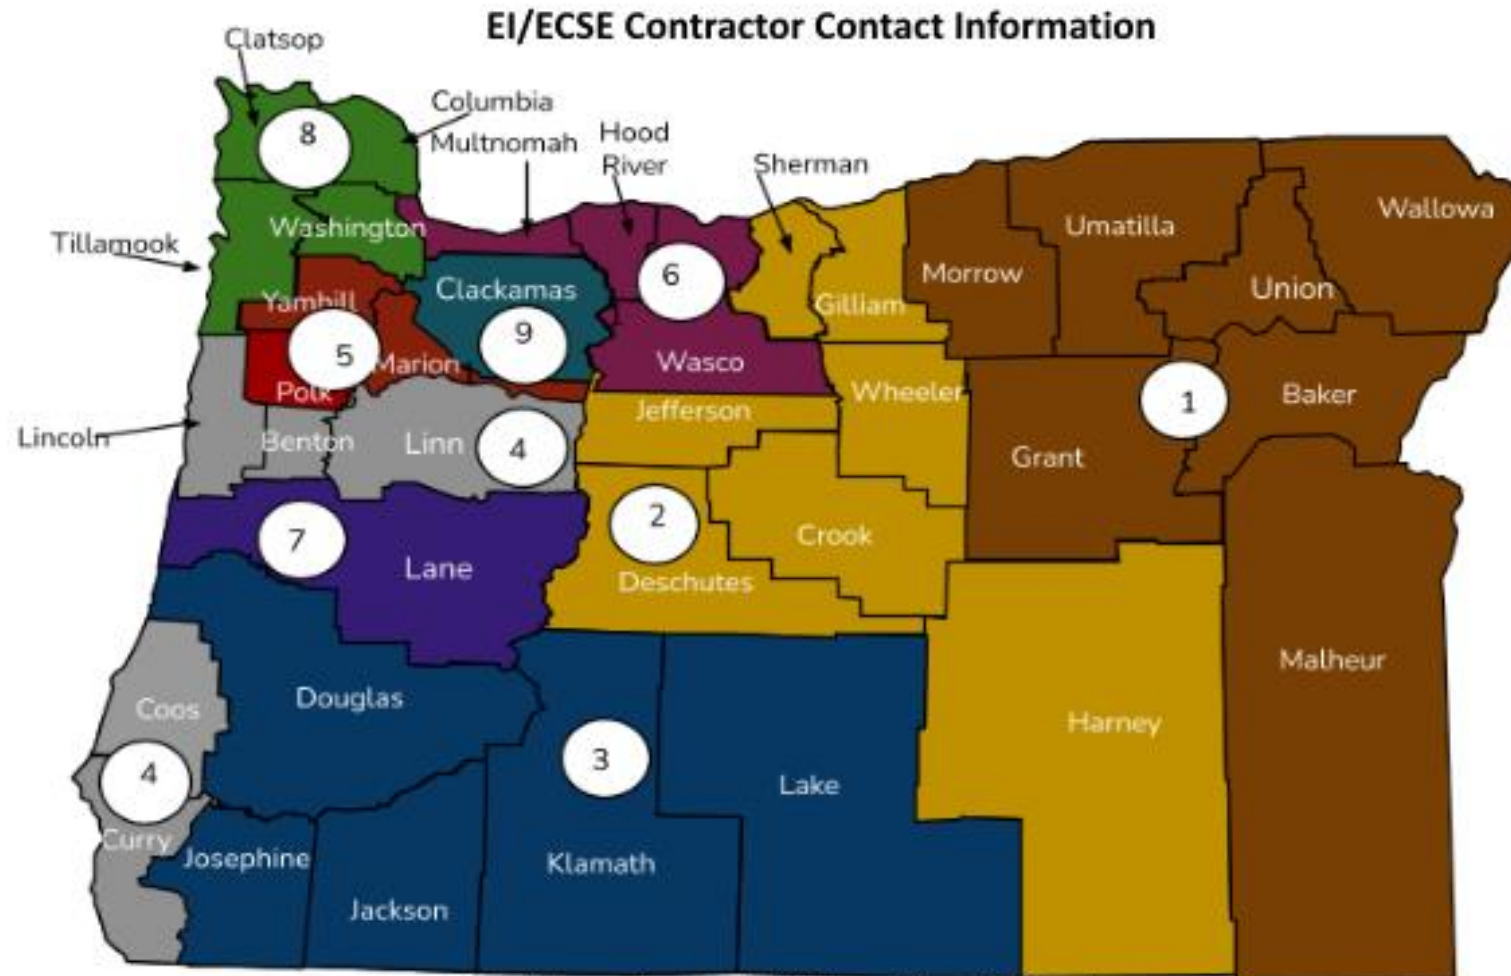 EI/ECSE Contractor Contact Information
Clatsop
Columbia
Multnomah
Hood
River
Sherman
8
Washington
Tillamook
Umatilla
Wallowa
Morrow
6
Clackamas
Union
Yamhill
Gilliam
9
5
Marion
Wasco
Polk
Wheeler
1
Baker
Jefferson
Lincoln
Benton
Linn
4
Grant
2
7
Crook
Lane
Deschutes
Malheur
Douglas
Coos
Harney
3
4
Lake
Curry
Josephine
Klamath
Jackson